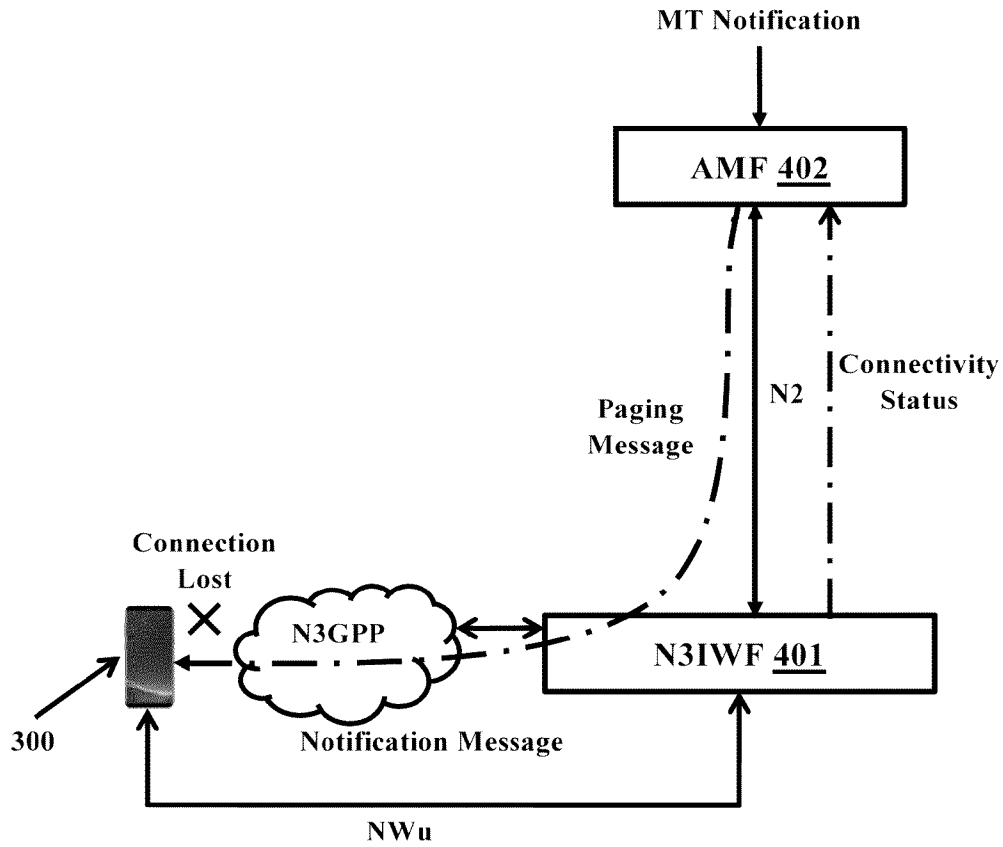 MT Notification
AMF 402
Connectivity
Status
N2
Paging
Message
Connection
Lost
N3GPP
N3IWF 401
300
Notification Message
NWu